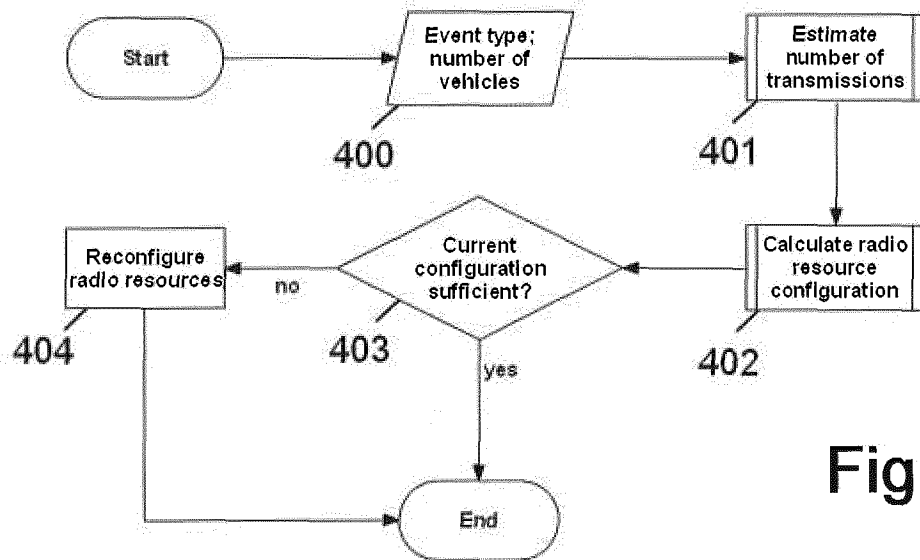 Start
Event type;
number of
vehicles
400
Estimate
number of
transmissions
401
Calculate radio
resource
configuration
402
Current
configuration
sufficient?
403
no
yes
Reconfigure
radio resources
404
End
Fig